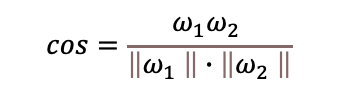 cos = ω₁ω₂ / ‖ω₁ ‖ · ‖ω₂ ‖